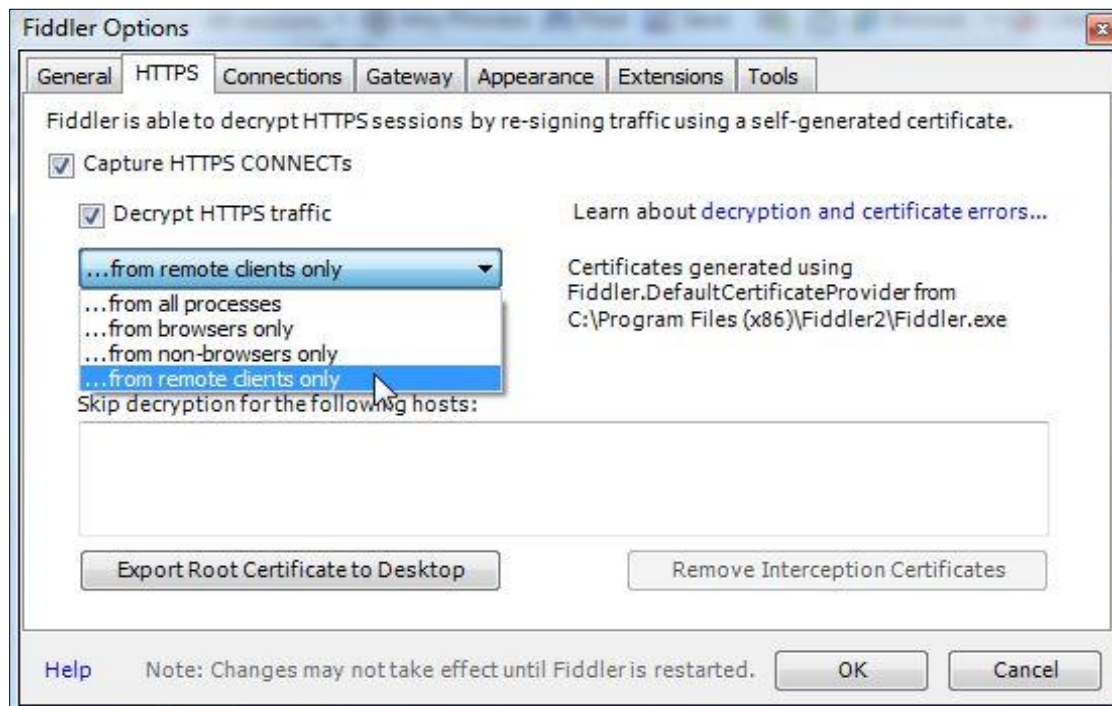 Fiddler Options
General HTTPS Connections Gateway Appearance Extensions Tools
Fiddler is able to decrypt HTTPS sessions by re-signing traffic using a self-generated certificate.
Capture HTTPS CONNECTs
Decrypt HTTPS traffic
Learn about decryption and certificate errors...
...from remote clients only
...from all processes
...from browsers only
...from non-browsers only
...from remote clients only
Certificates generated using
Fiddler.DefaultCertificateProvider from
C:\Program Files (x86)\Fiddler2\Fiddler.exe
Skip decryption for the following hosts:
Export Root Certificate to Desktop
Remove Interception Certificates
Help
Note: Changes may not take effect until Fiddler is restarted.
OK
Cancel